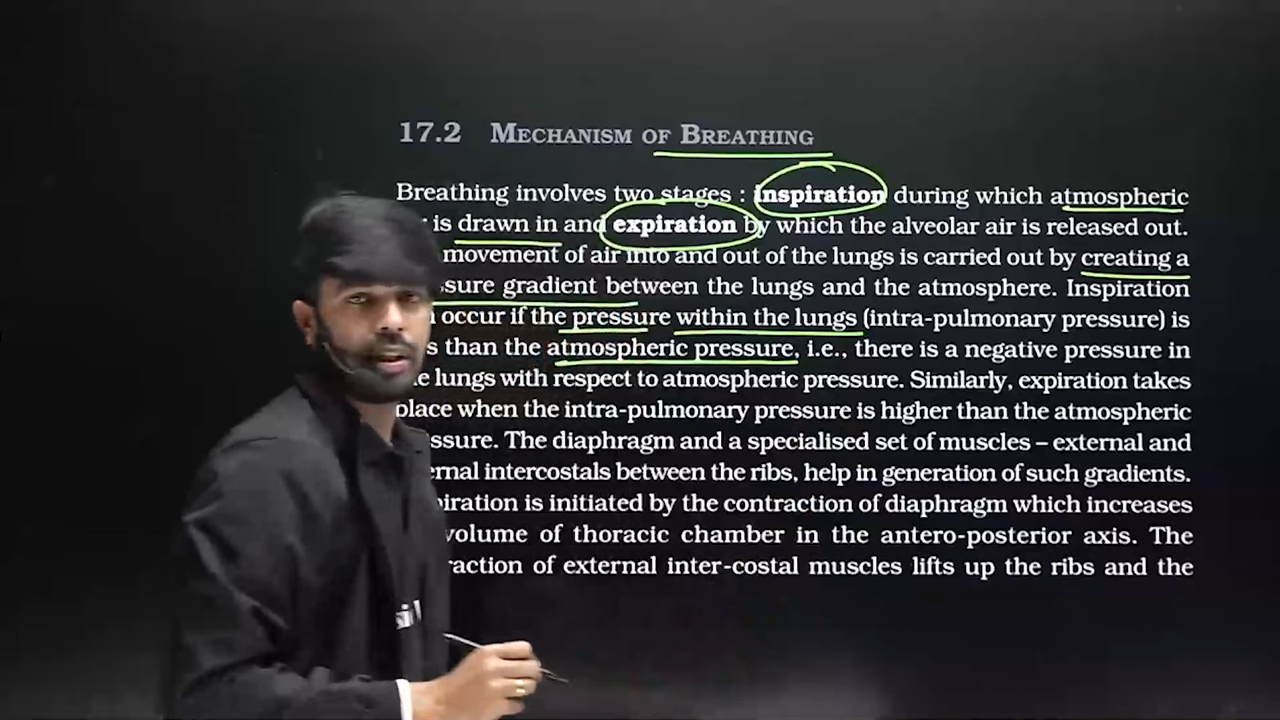 17.2 MECHANISM OF BREATHING
Breathing involves two stages : inspiration during which atmospheric
is drawn in and expiration by which the alveolar air is released out.
movement of air into and out of the lungs is carried out by creating a
ssure gradient between the lungs and the atmosphere. Inspiration
occur if the pressure within the lungs (intra-pulmonary pressure) is
s than the atmospheric pressure, i.e., there is a negative pressure in
e lungs with respect to atmospheric pressure. Similarly, expiration takes
place when the intra-pulmonary pressure is higher than the atmospheric
ssure. The diaphragm and a specialised set of muscles – external and
ernal intercostals between the ribs, help in generation of such gradients.
piration is initiated by the contraction of diaphragm which increases
volume of thoracic chamber in the antero-posterior axis. The
raction of external inter-costal muscles lifts up the ribs and the